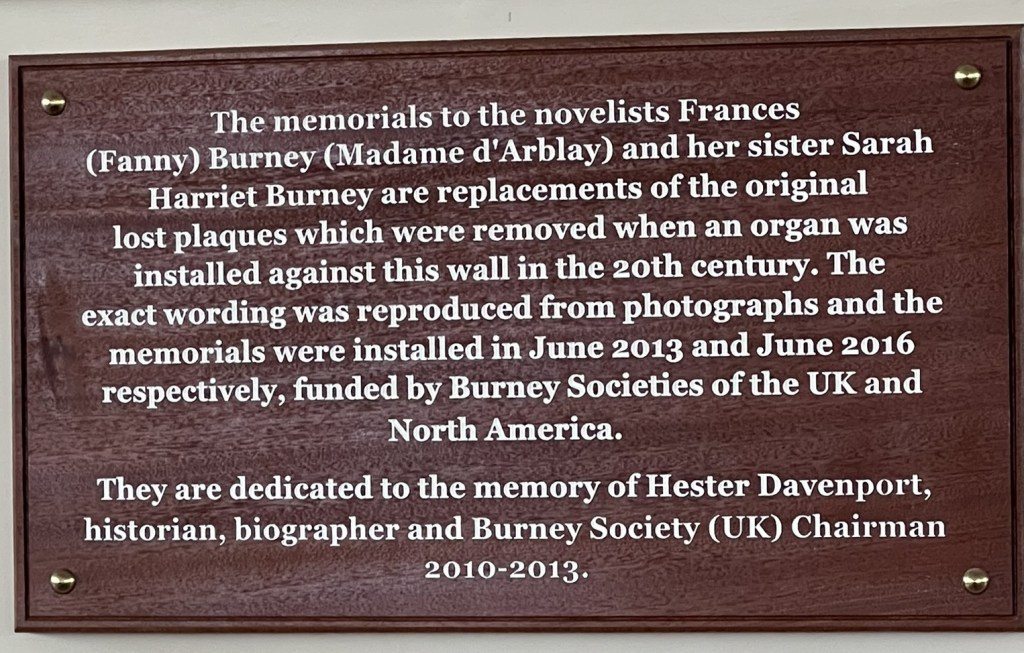 The memorials to the novelists Frances
(Fanny) Burney (Madame d'Arblay) and her sister Sarah
Harriet Burney are replacements of the original
lost plaques which were removed when an organ was
installed against this wall in the 20th century. The
exact wording was reproduced from photographs and the
memorials were installed in June 2013 and June 2016
respectively, funded by Burney Societies of the UK and
North America.
They are dedicated to the memory of Hester Davenport,
historian, biographer and Burney Society (UK) Chairman
2010-2013.